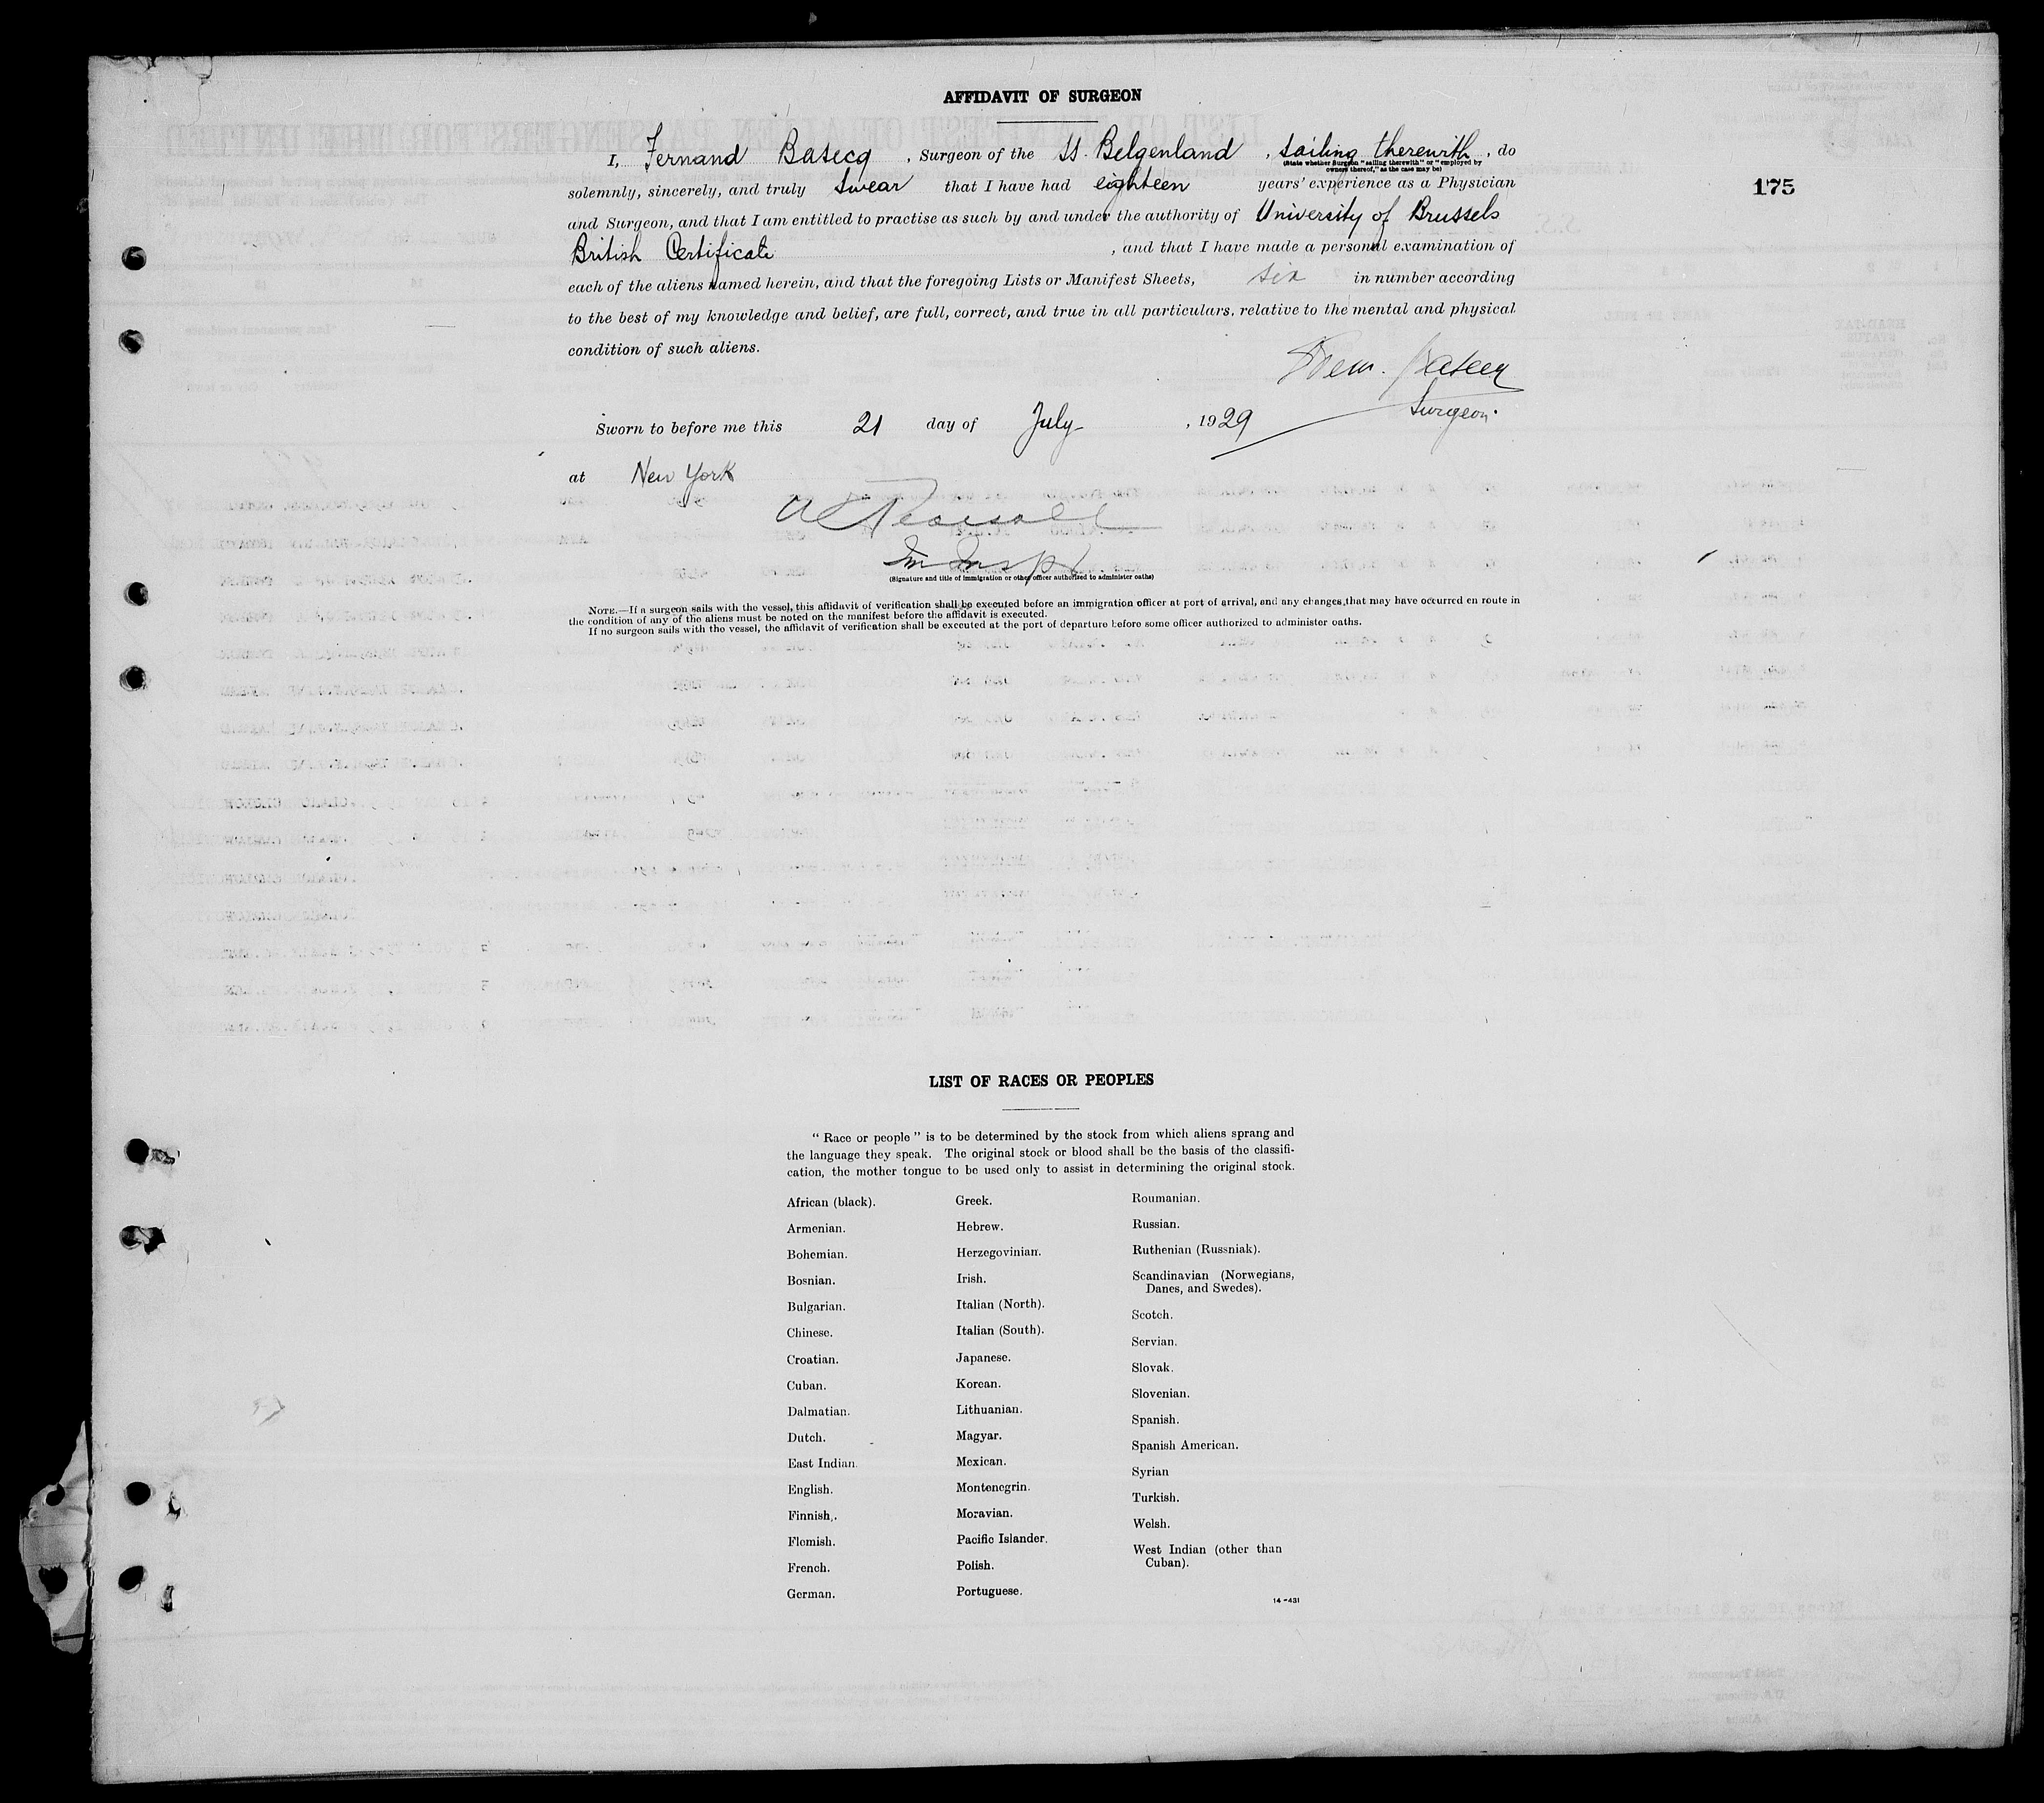 AFFIDAVIT OF SURGEON
I, Fernand Basecq, Surgeon of the SS. Belgenland, sailing therewith, do
(State whether Surgeon "sailing therewith" or "employed by
owners thereof," as the case may be)
175
solemnly, sincerely, and truly swear that I have had eighteen years' experience as a Physician
and Surgeon, and that I am entitled to practise as such by and under the authority of University of Brussels
British Certificate, and that I have made a personal examination of
each of the aliens named herein, and that the foregoing Lists or Manifest Sheets, six in number according
to the best of my knowledge and belief, are full, correct, and true in all particulars, relative to the mental and physical
condition of such aliens.
Surgeon.
Sworn to before me this 21 day of July, 1929
at New York
(Signature and title of immigration or other officer authorized to administer oaths)
NOTE.—If a surgeon sails with the vessel, this affidavit of verification shall be executed before an immigration officer at port of arrival, and any changes that may have occurred en route in
the condition of any of the aliens must be noted on the manifest before the affidavit is executed.
If no surgeon sails with the vessel, the affidavit of verification shall be executed at the port of departure before some officer authorized to administer oaths.
LIST OF RACES OR PEOPLES
"Race or people" is to be determined by the stock from which aliens sprang and
the language they speak. The original stock or blood shall be the basis of the classifi-
cation, the mother tongue to be used only to assist in determining the original stock.
African (black).
Armenian.
Bohemian.
Bosnian.
Bulgarian.
Chinese.
Croatian.
Cuban.
Dalmatian.
Dutch.
East Indian.
English.
Finnish.
Flemish.
French.
German.
Greek.
Hebrew.
Herzegovinian.
Irish.
Italian (North).
Italian (South).
Japanese.
Korean.
Lithuanian.
Magyar.
Mexican.
Montenegrin.
Moravian.
Pacific Islander.
Polish.
Portuguese.
Roumanian.
Russian.
Ruthenian (Russniak).
Scandinavian (Norwegians,
Danes, and Swedes).
Scotch.
Servian.
Slovak.
Slovenian.
Spanish.
Spanish American.
Syrian
Turkish.
Welsh.
West Indian (other than
Cuban).
14-431